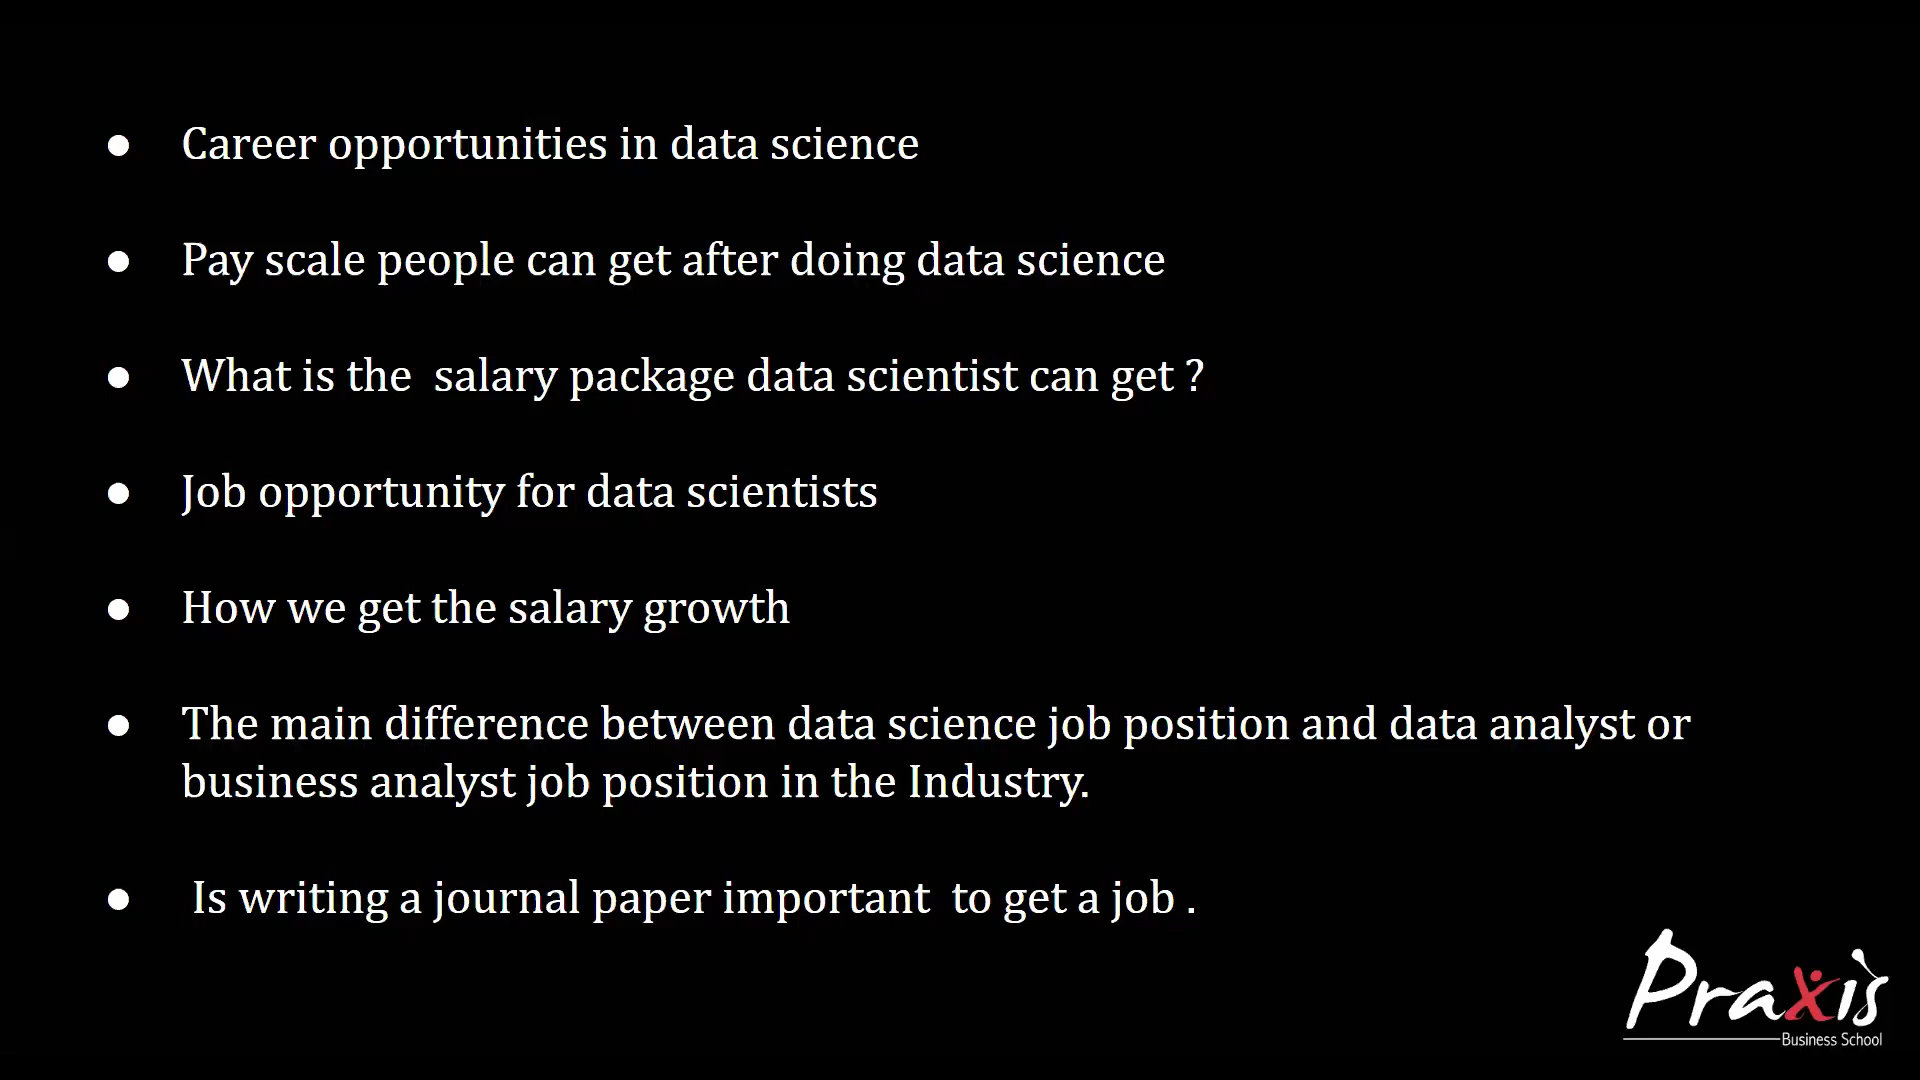 ● Career opportunities in data science
● Pay scale people can get after doing data science
● What is the  salary package data scientist can get ?
● Job opportunity for data scientists
● How we get the salary growth
● The main difference between data science job position and data analyst or
business analyst job position in the Industry.
● Is writing a journal paper important  to get a job .
Praxis
Business School